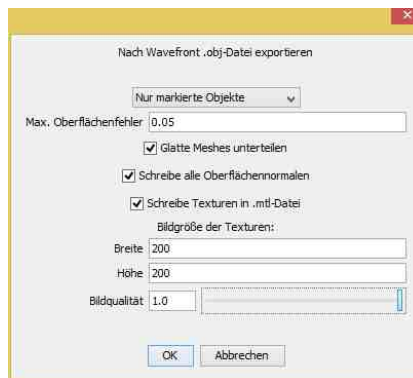 Nach Wavefront .obj-Datei exportieren
Nur markierte Objekte
Max. Oberflächenfehler 0.05
Glatte Meshes unterteilen
Schreibe alle Oberflächennormalen
Schreibe Texturen in .mtl-Datei
Bildgröße der Texturen:
Breite 200
Höhe 200
Bildqualität 1.0
OK Abbrechen